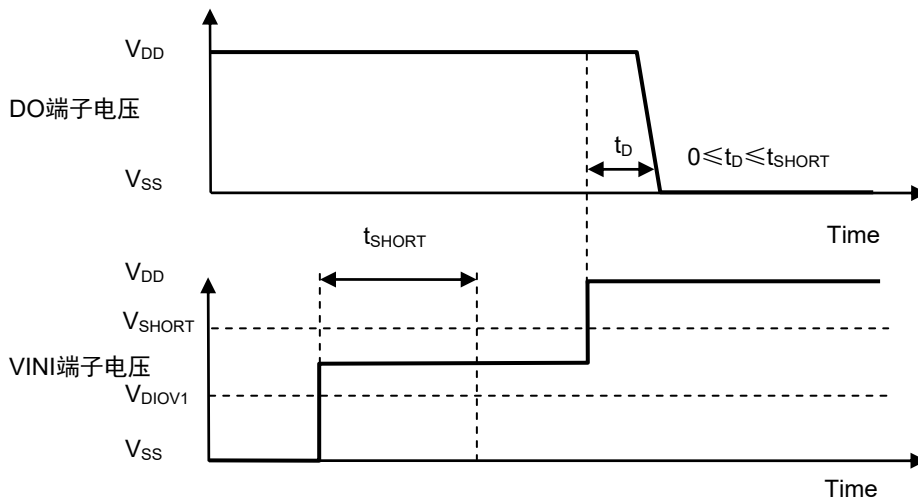 VDD
DO端子电压
tD
0≤tD≤tSHORT
VSS
Time
tSHORT
VDD
VSHORT
VINI端子电压
VDIOV1
VSS
Time